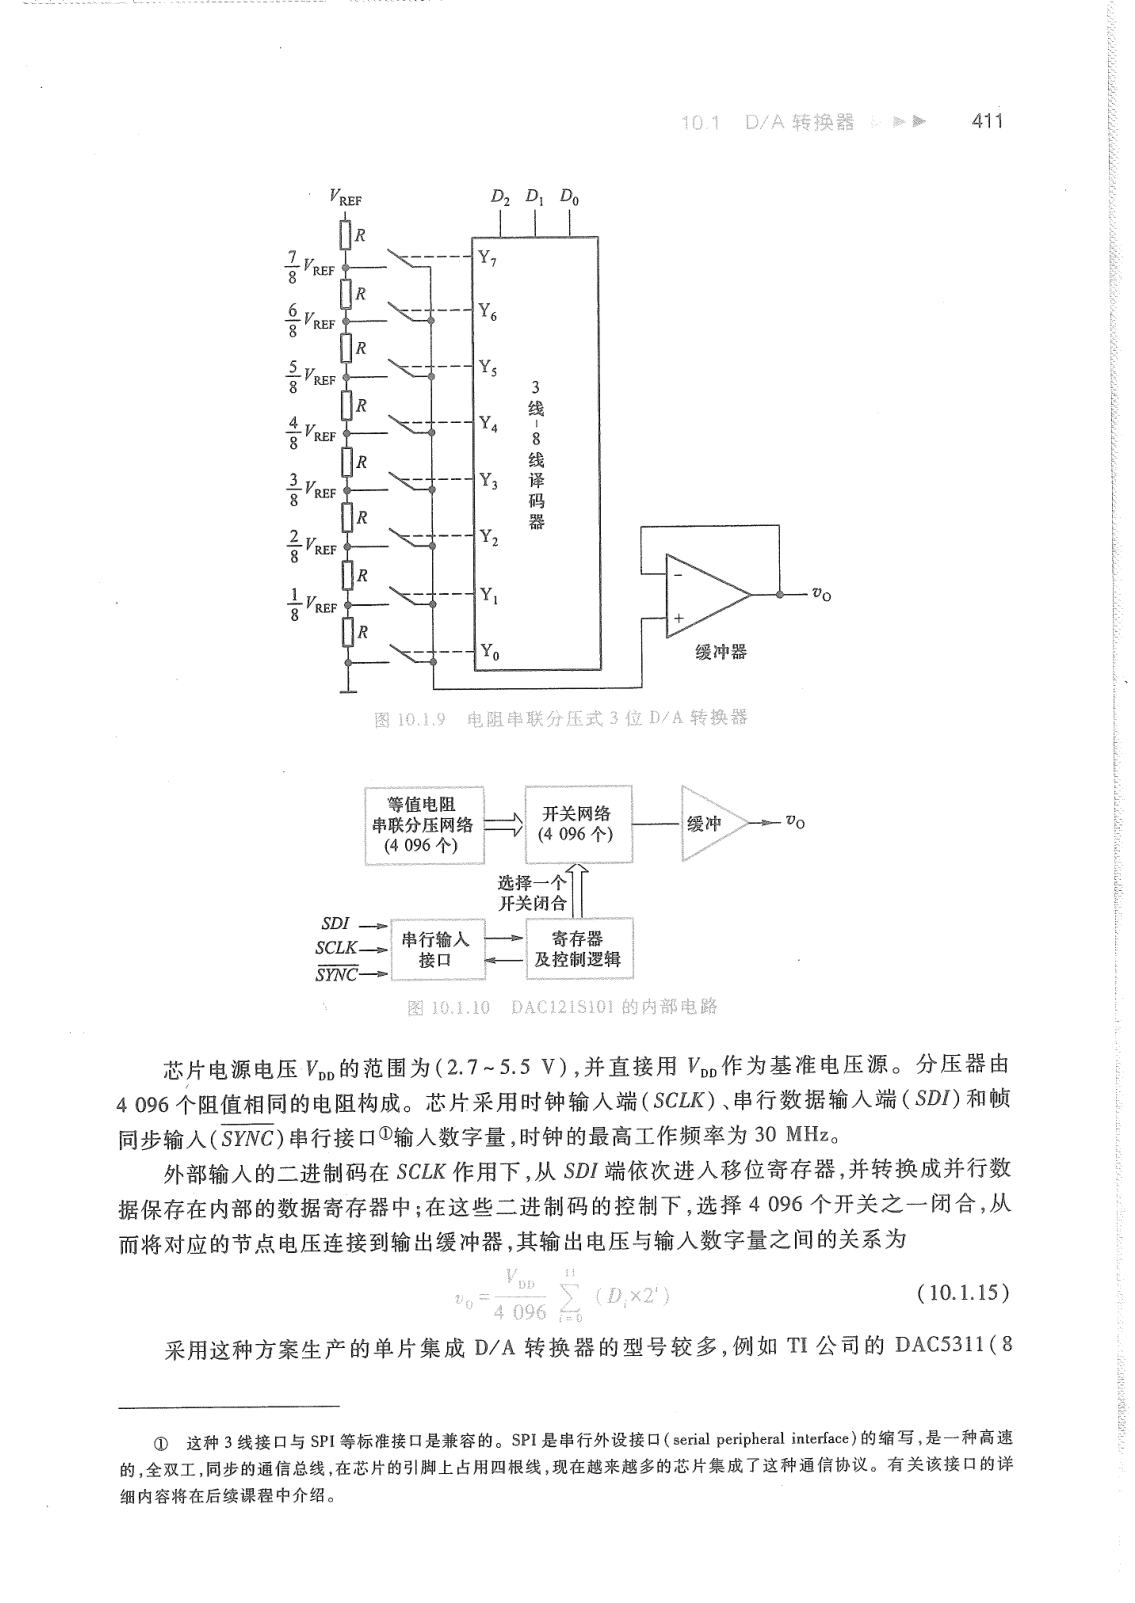 10.1 D/A 转换器 411
V_REF D₂ D₁ D₀
R
7/8 V_REF Y₇
R
6/8 V_REF Y₆
R
5/8 V_REF Y₅
R
4/8 V_REF Y₄
R
3/8 V_REF Y₃
R
2/8 V_REF Y₂
R
1/8 V_REF Y₁
R
Y₀
3线-8线译码器
- 
+
v_O
缓冲器
图 10.1.9 电阻串联分压式 3 位 D/A 转换器
等值电阻
串联分压网络
(4 096 个)
开关网络
(4 096 个)
缓冲
v_O
选择一个
开关闭合
SDI
SCLK
S̅Y̅N̅C̅
串行输入
接口
寄存器
及控制逻辑
图 10.1.10 DAC121S101 的内部电路
芯片电源电压 V_DD 的范围为(2.7~5.5 V),并直接用 V_DD 作为基准电压源。分压器由
4 096 个阻值相同的电阻构成。芯片采用时钟输入端(SCLK)、串行数据输入端(SDI)和帧
同步输入(S̅Y̅N̅C̅)串行接口①输入数字量,时钟的最高工作频率为 30 MHz。
外部输入的二进制码在 SCLK 作用下,从 SDI 端依次进入移位寄存器,并转换成并行数
据保存在内部的数据寄存器中;在这些二进制码的控制下,选择 4 096 个开关之一闭合,从
而将对应的节点电压连接到输出缓冲器,其输出电压与输入数字量之间的关系为
v_O = V_DD/4 096 ∑_{i=0}^{11} (D_i×2^i) (10.1.15)
采用这种方案生产的单片集成 D/A 转换器的型号较多,例如 TI 公司的 DAC5311(8
① 这种 3 线接口与 SPI 等标准接口是兼容的。SPI 是串行外设接口(serial peripheral interface)的缩写,是一种高速
的,全双工,同步的通信总线,在芯片的引脚上占用四根线,现在越来越多的芯片集成了这种通信协议。有关该接口的详
细内容将在后续课程中介绍。